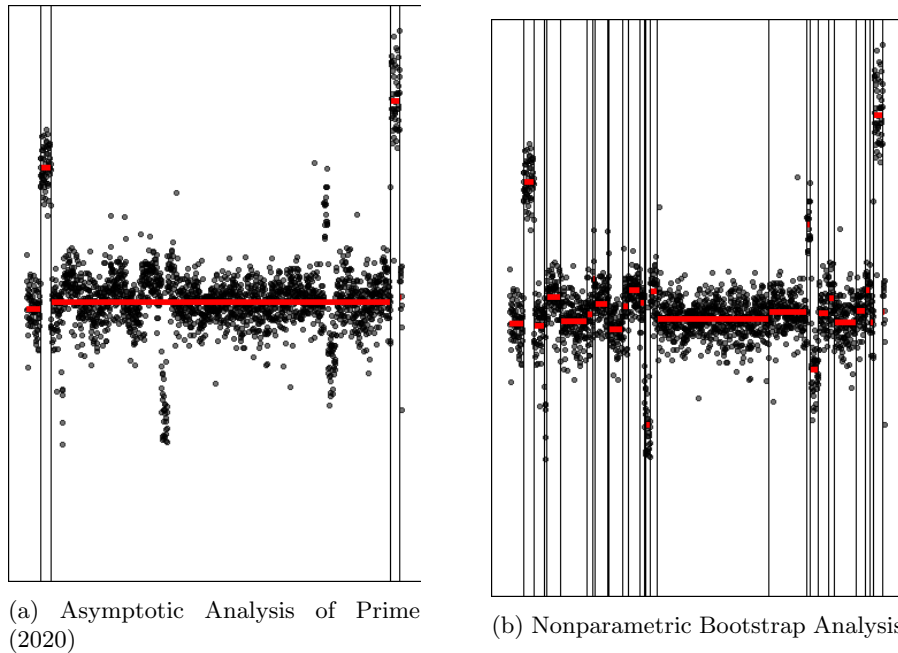 (a) Asymptotic Analysis of Prime
(2020)
(b) Nonparametric Bootstrap Analysis